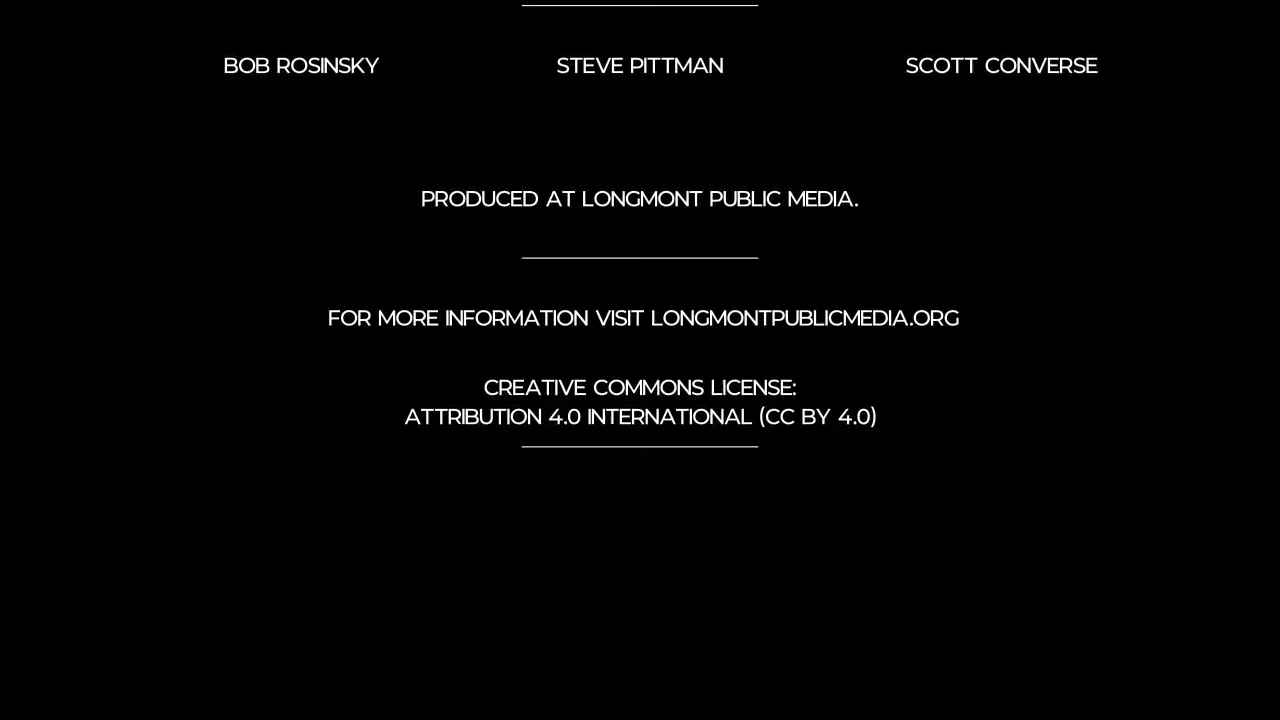 BOB ROSINSKY STEVE PITTMAN SCOTT CONVERSE
PRODUCED AT LONGMONT PUBLIC MEDIA.
FOR MORE INFORMATION VISIT LONGMONTPUBLICMEDIA.ORG
CREATIVE COMMONS LICENSE:
ATTRIBUTION 4.0 INTERNATIONAL (CC BY 4.0)